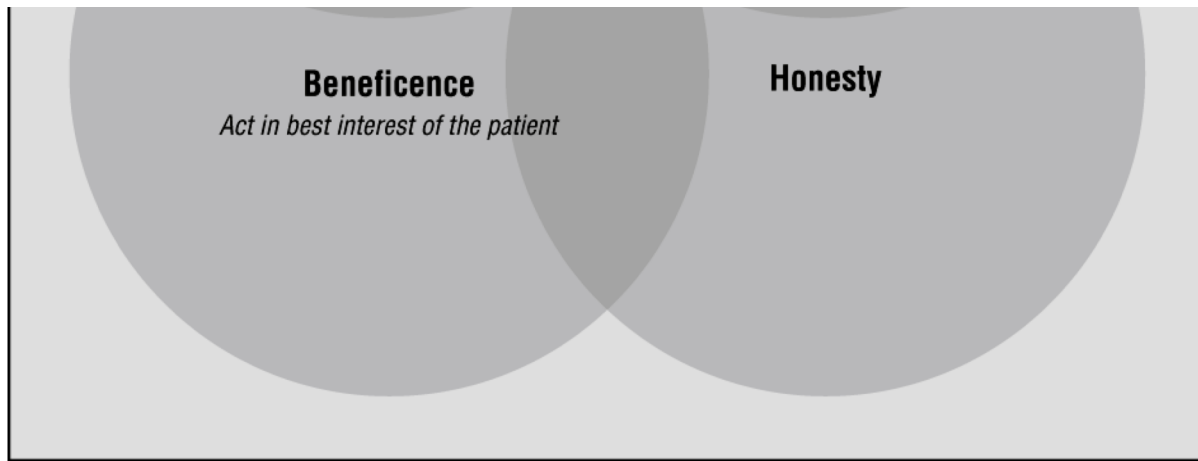 Beneficence
Act in best interest of the patient
Honesty